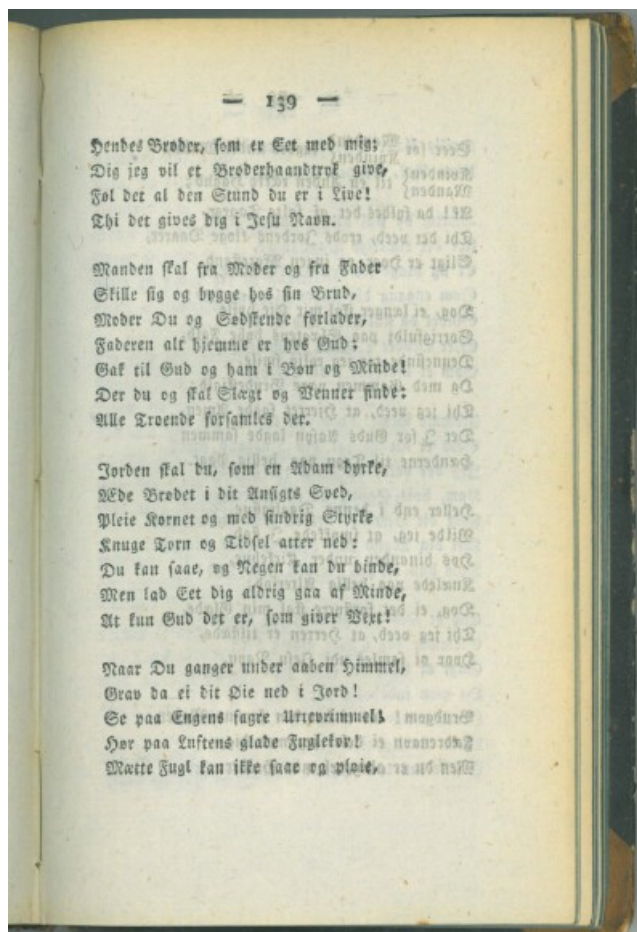 — 139 —
Hendes Broder, som er Eet med mig;
Dig jeg vil et Broderhaandtryk give,
Føl det al den Stund du er i Live!
Thi det gives dig i Jesu Navn.
Manden skal fra Moder og fra Fader
Skille sig og bygge hos sin Brud,
Moder Du og Sødskende forlader,
Faderen alt hjemme er hos Gud;
Gak til Gud og ham i Bøn og Minde!
Der du og skal Slægt og Venner finde:
Alle Troende forsamles der.
Jorden skal du, som en Adam dyrke,
Æde Brødet i dit Ansigts Sved,
Pleie Kornet og med sindrig Styrke
Knuge Torn og Tidsel atter ned:
Du kan saae, og Negen kan du binde,
Men lad Eet dig aldrig gaa af Minde,
At kun Gud det er, som giver Vext!
Naar Du ganger under aaben Himmel,
Grav da ei dit Øie ned i Jord!
Se paa Engens fagre Urtevrimmel!
Hør paa Luftens glade Fuglekor!
Mætte Fugl kan ikke saae og pløie,